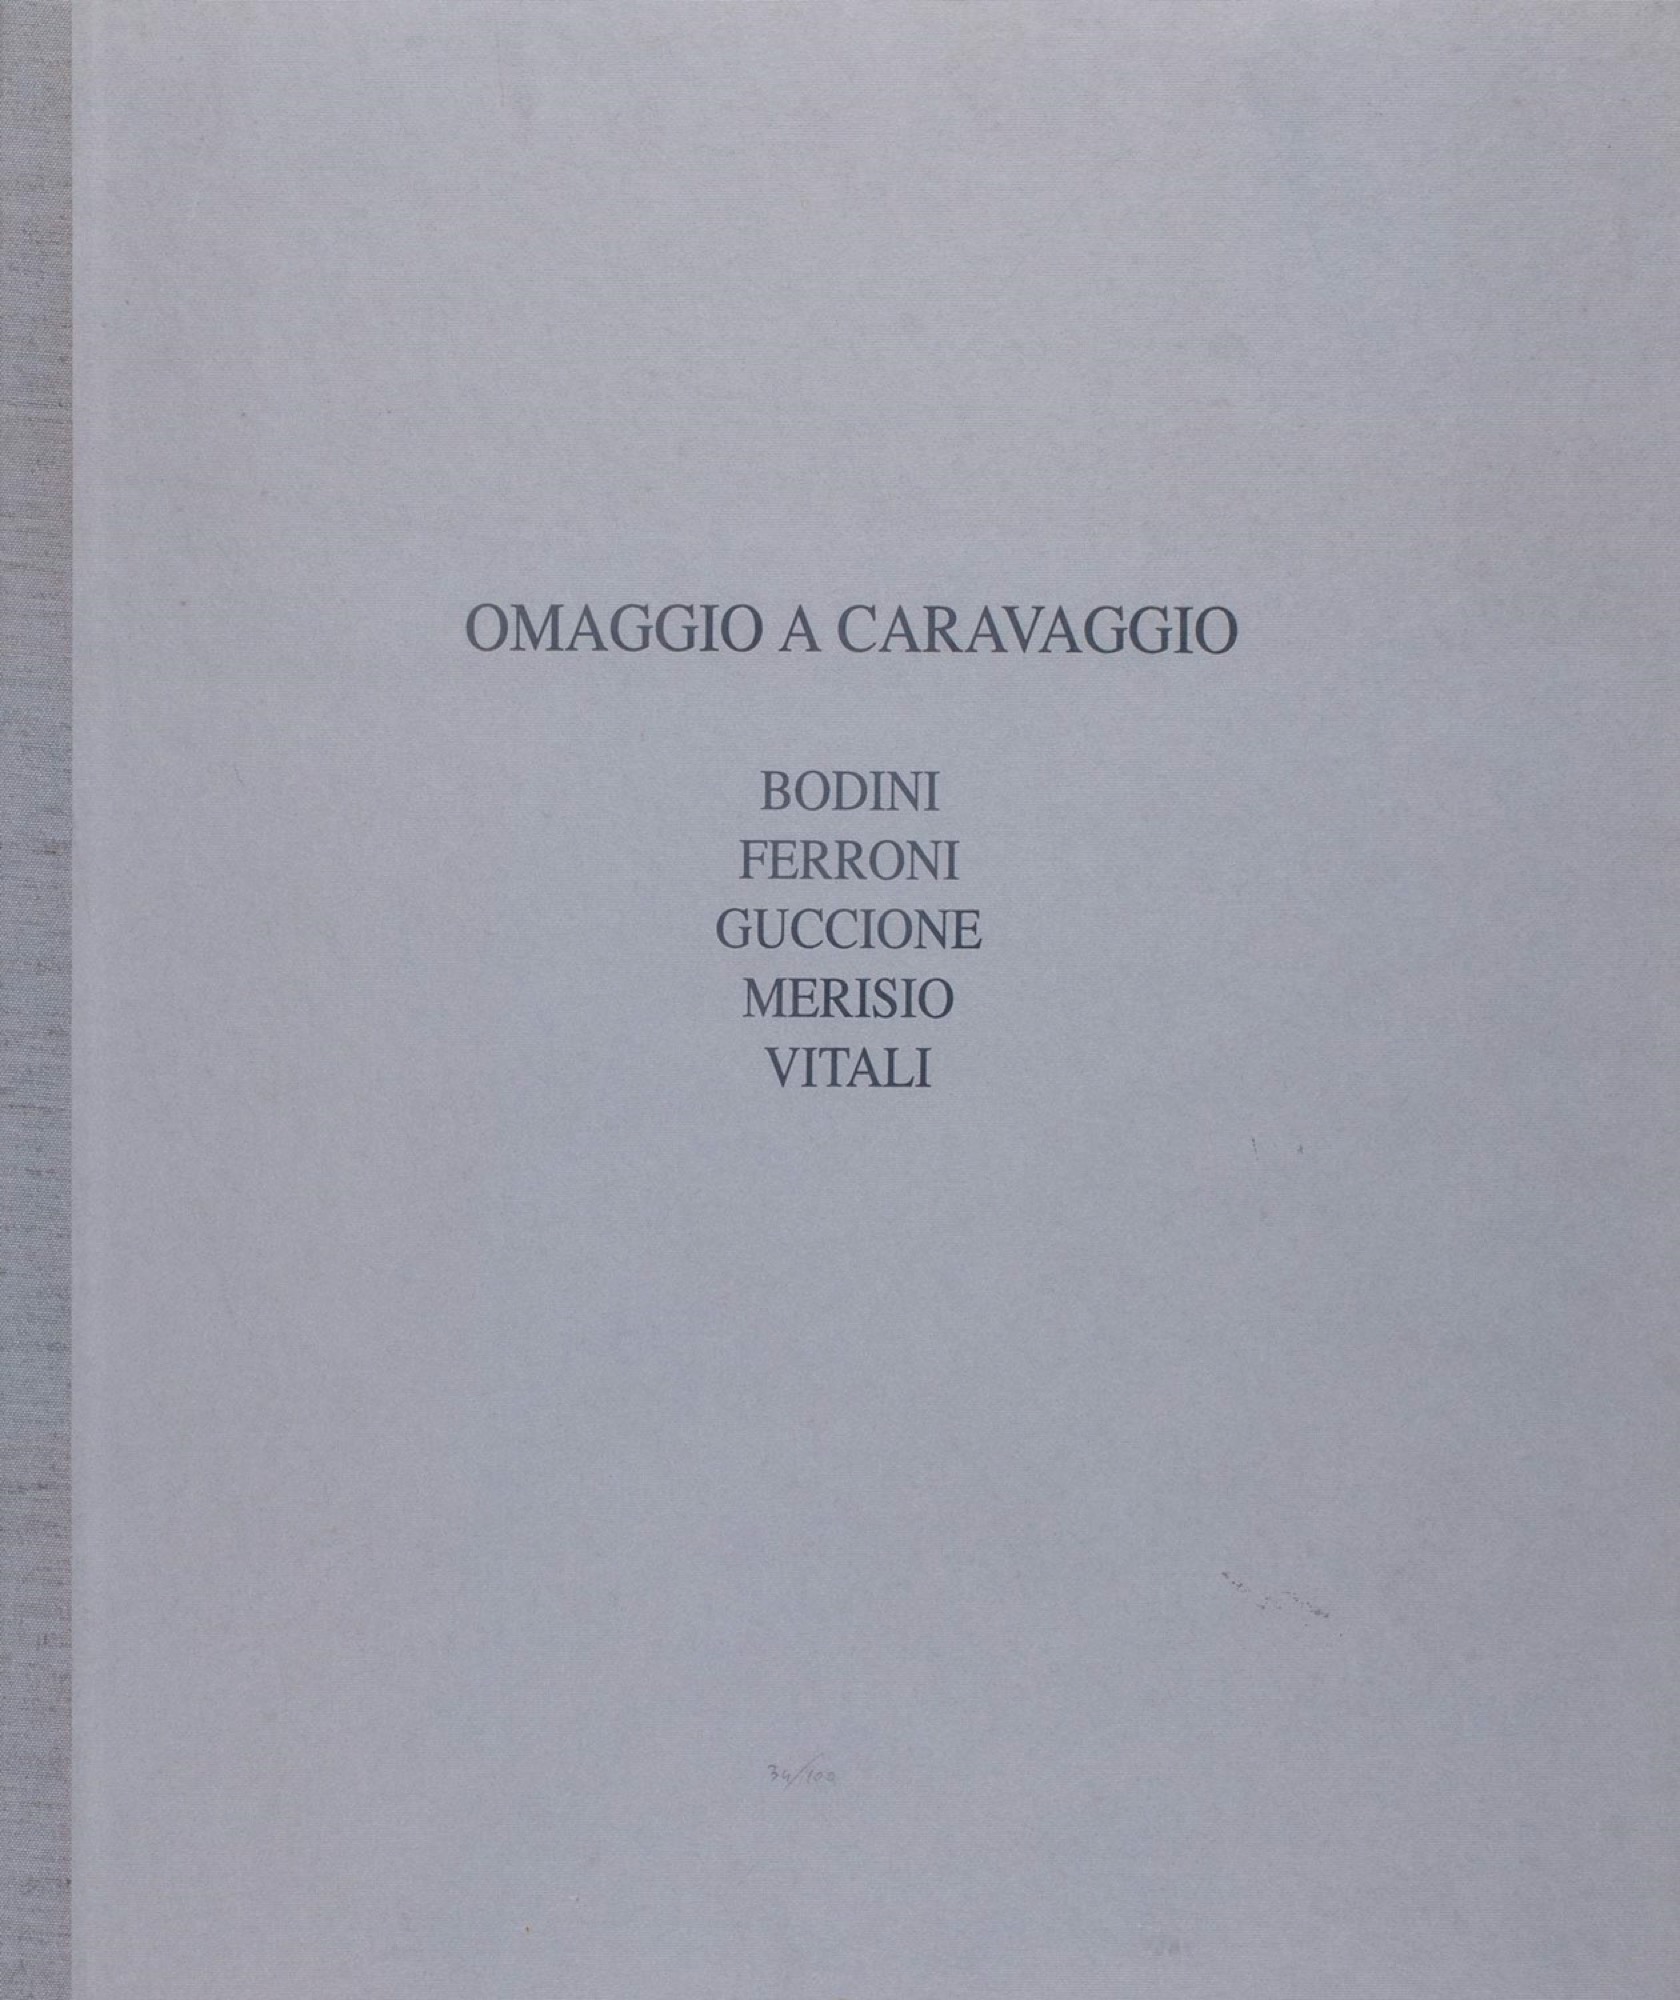 OMAGGIO A CARAVAGGIO
BODINI
FERRONI
GUCCIONE
MERISIO
VITALI
34/100